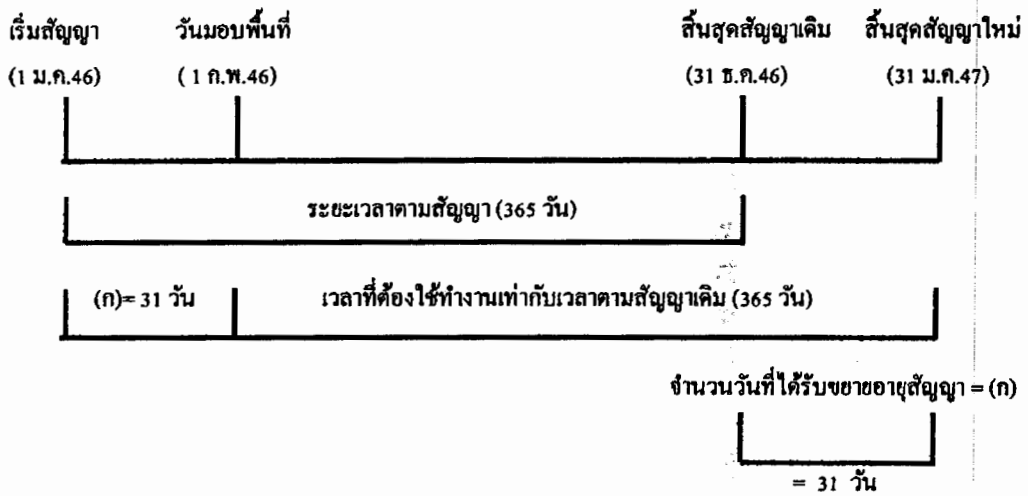 เริ่มสัญญา วันมอบพื้นที่ สิ้นสุดสัญญาเดิม สิ้นสุดสัญญาใหม่
(1 ม.ค.46) ( 1 ก.พ.46) (31 ธ.ค.46) (31 ม.ค.47)
ระยะเวลาตามสัญญา (365 วัน)
(ก)= 31 วัน เวลาที่ต้องใช้ทำงานเท่ากับเวลาตามสัญญาเดิม (365 วัน)
จำนวนวันที่ได้รับขยายอายุสัญญา = (ก)
= 31 วัน